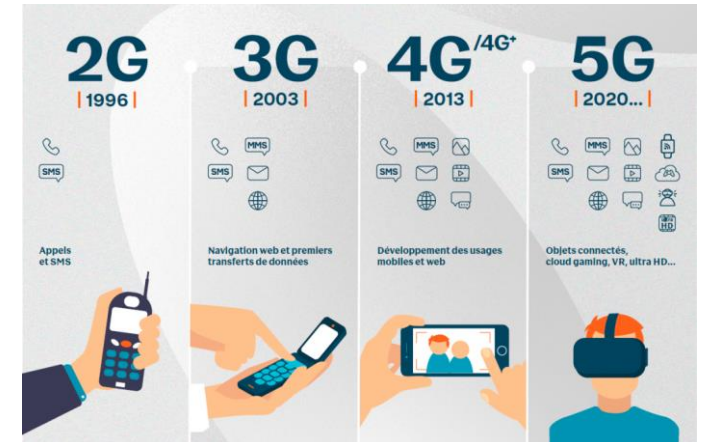 2G
| 1996 |
SMS
Appels
et SMS
3G
| 2003 |
MMS
SMS
Navigation web et premiers
transferts de données
4G/4G+
| 2013 |
MMS
SMS
Développement des usages
mobiles et web
5G
| 2020... |
MMS
SMS
HD
Objets connectés,
cloud gaming, VR, ultra HD...